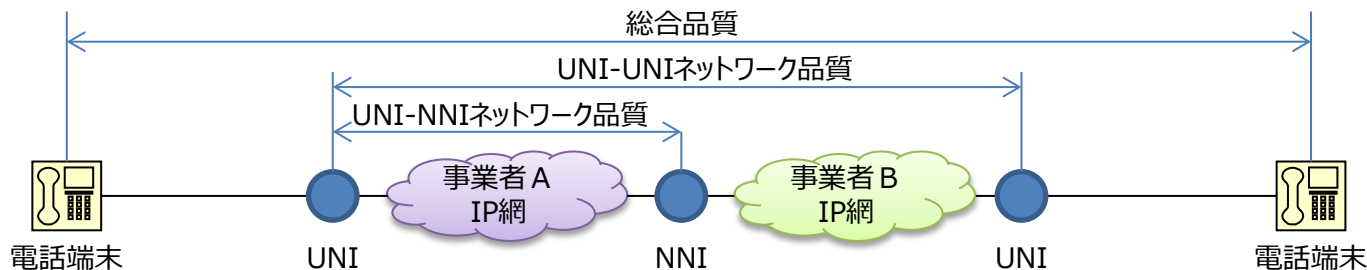 総合品質
UNI-UNIネットワーク品質
UNI-NNIネットワーク品質
事業者A
IP網
事業者B
IP網
電話端末
UNI
NNI
UNI
電話端末